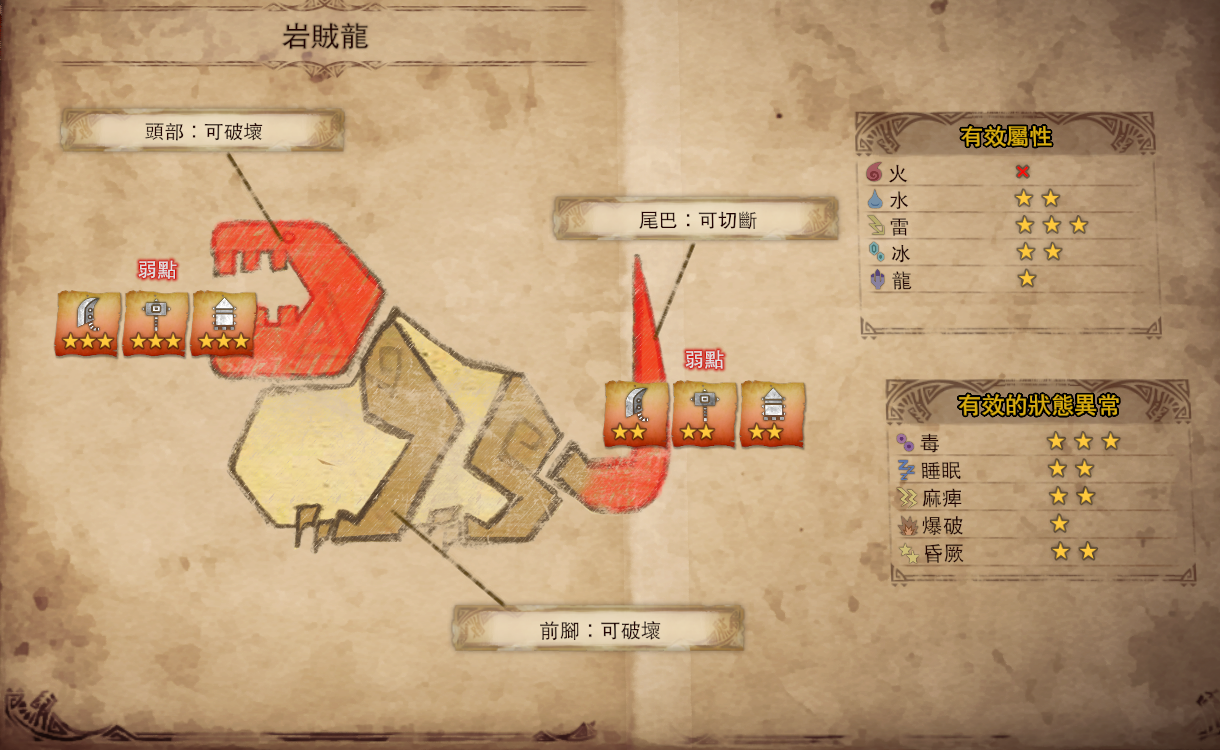 岩賊龍
頭部：可破壞
弱點
尾巴：可切斷
弱點
前腳：可破壞
有效屬性
火
水
雷
冰
龍
有效的狀態異常
毒
睡眠
麻痺
爆破
昏厥